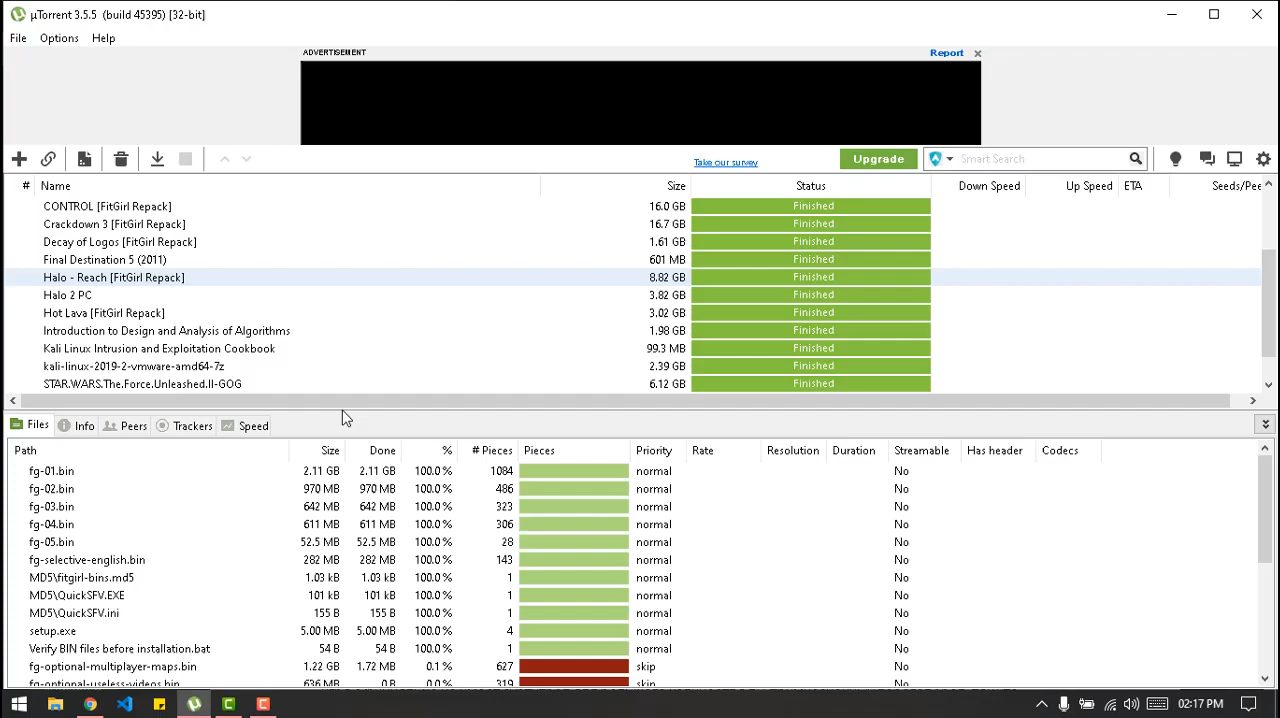 µTorrent 3.5.5 (build 45395) [32-bit]
File Options Help
ADVERTISEMENT Report
Take our survey Upgrade Smart Search
# Name Size Status Down Speed Up Speed ETA Seeds/Pee
CONTROL [FitGirl Repack] 16.0 GB Finished
Crackdown 3 [FitGirl Repack] 16.7 GB Finished
Decay of Logos [FitGirl Repack] 1.61 GB Finished
Final Destination 5 (2011) 601 MB Finished
Halo - Reach [FitGirl Repack] 8.82 GB Finished
Halo 2 PC 3.82 GB Finished
Hot Lava [FitGirl Repack] 3.02 GB Finished
Introduction to Design and Analysis of Algorithms 1.98 GB Finished
Kali Linux Intrusion and Exploitation Cookbook 99.3 MB Finished
kali-linux-2019-2-vmware-amd64-7z 2.39 GB Finished
STAR.WARS.The.Force.Unleashed.II-GOG 6.12 GB Finished
Files Info Peers Trackers Speed
Path Size Done % # Pieces Pieces Priority Rate Resolution Duration Streamable Has header Codecs
fg-01.bin 2.11 GB 2.11 GB 100.0 % 1084 normal No
fg-02.bin 970 MB 970 MB 100.0 % 486 normal No
fg-03.bin 642 MB 642 MB 100.0 % 323 normal No
fg-04.bin 611 MB 611 MB 100.0 % 306 normal No
fg-05.bin 52.5 MB 52.5 MB 100.0 % 28 normal No
fg-selective-english.bin 282 MB 282 MB 100.0 % 143 normal No
MD5\fitgirl-bins.md5 1.03 kB 1.03 kB 100.0 % 1 normal No
MD5\QuickSFV.EXE 101 kB 101 kB 100.0 % 1 normal No
MD5\QuickSFV.ini 155 B 155 B 100.0 % 1 normal No
setup.exe 5.00 MB 5.00 MB 100.0 % 4 normal No
Verify BIN files before installation.bat 54 B 54 B 100.0 % 1 normal No
fg-optional-multiplayer-maps.bin 1.22 GB 1.72 MB 0.1 % 627 skip No
fg-optional-useless-videos.bin 636 MB 0 B 0.0 % 319 skip No
02:17 PM